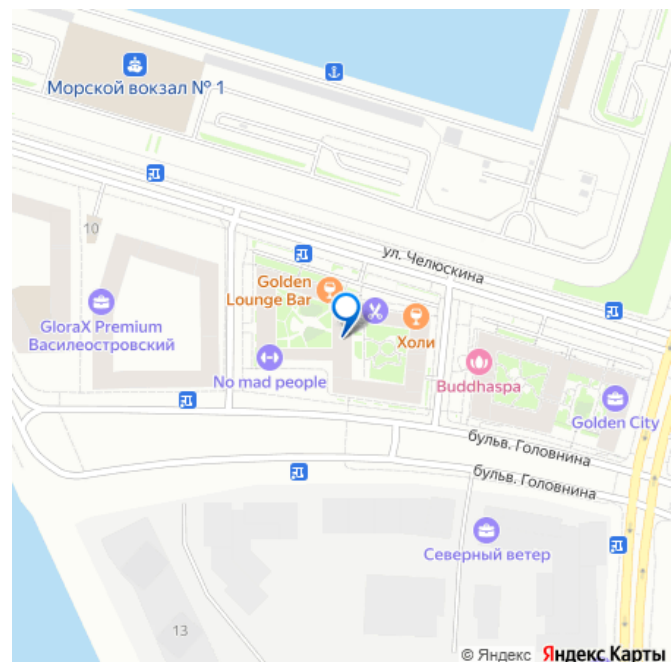 Морской вокзал № 1
ул. Челюскина
10
Golden
Lounge Bar
GloraX Premium
Василеостровский
Холи
No mad people
Buddhaspa
Golden City
бульв. Головнина
бульв. Головнина
Северный ветер
13
© Яндекс Яндекс Карты